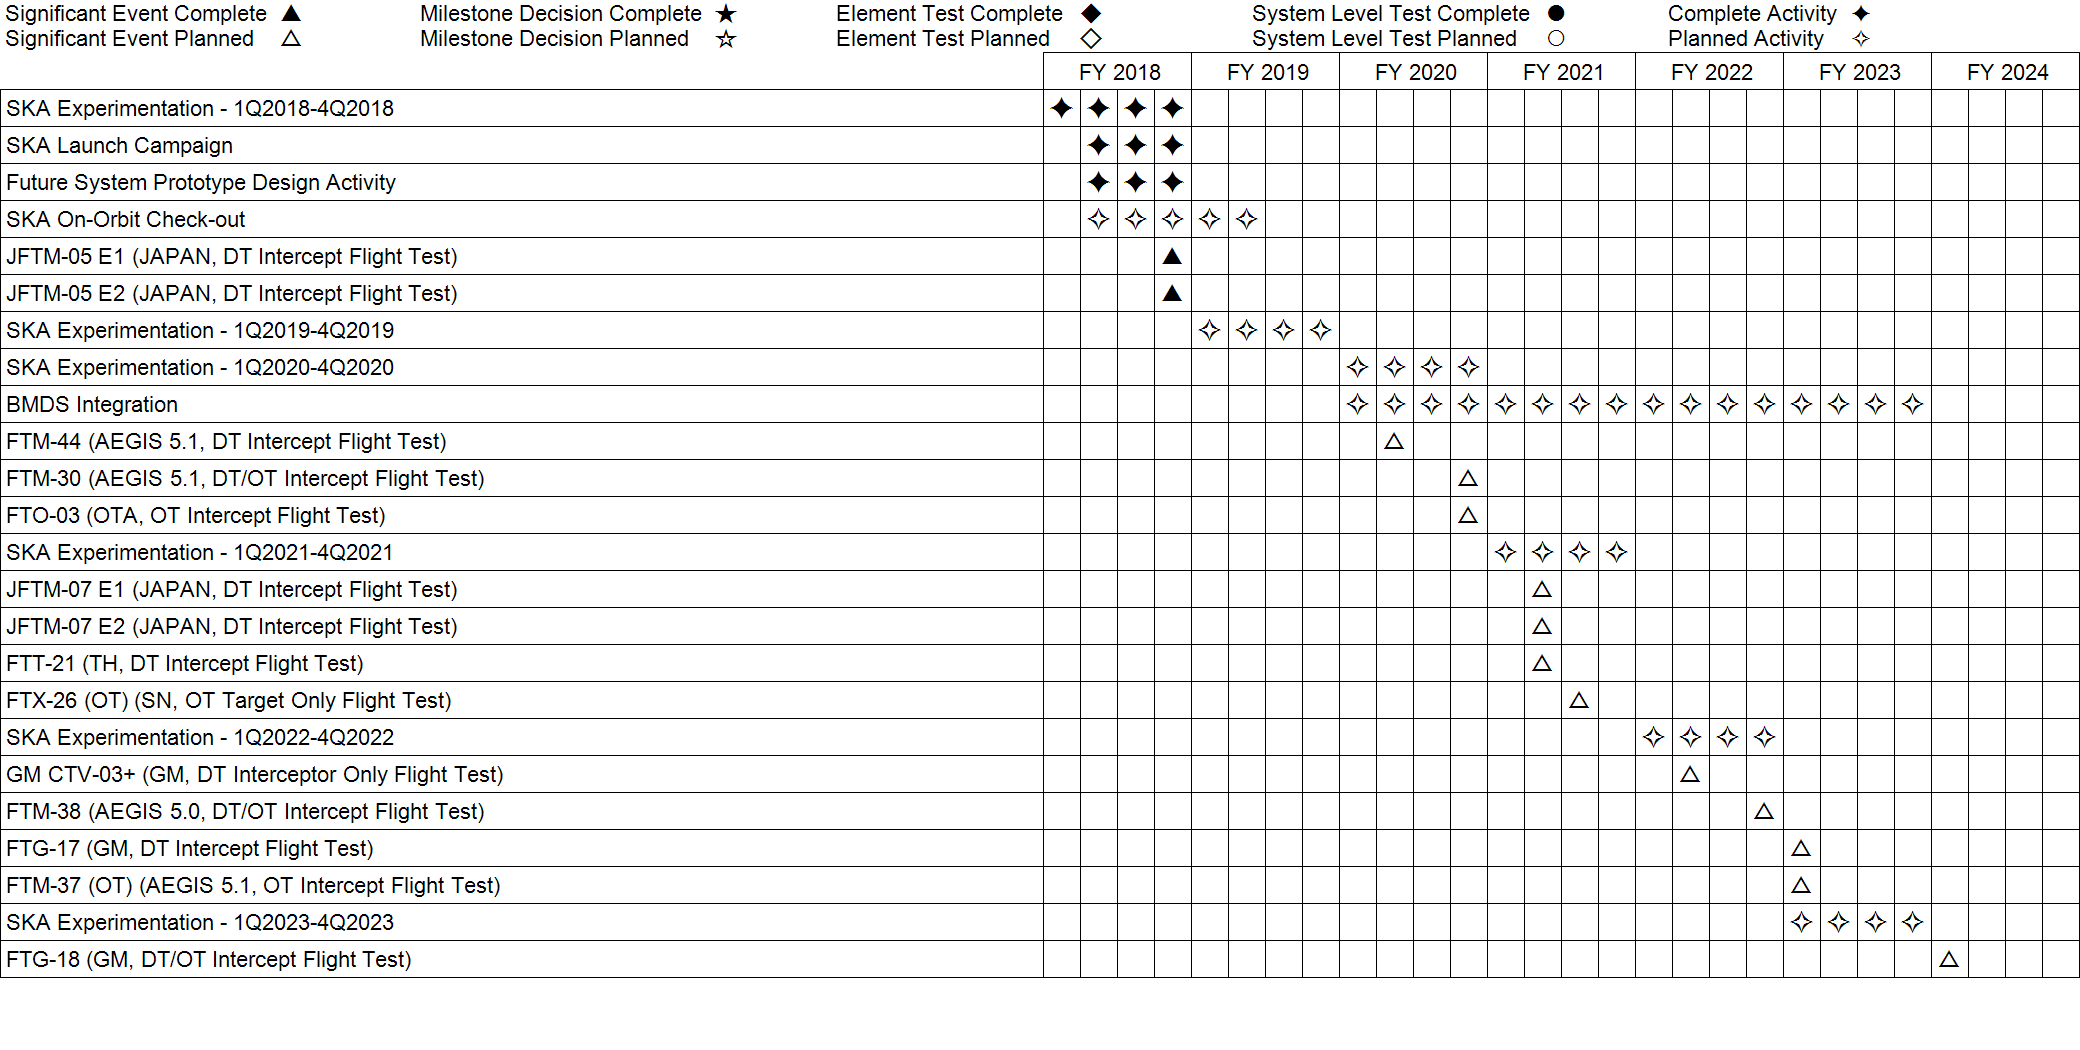 Significant Event Complete ▲ Milestone Decision Complete ★ Element Test Complete ◆ System Level Test Complete ● Complete Activity ✦
Significant Event Planned △ Milestone Decision Planned ☆ Element Test Planned ◇ System Level Test Planned ○ Planned Activity ✧
FY 2018 FY 2019 FY 2020 FY 2021 FY 2022 FY 2023 FY 2024
SKA Experimentation - 1Q2018-4Q2018
SKA Launch Campaign
Future System Prototype Design Activity
SKA On-Orbit Check-out
JFTM-05 E1 (JAPAN, DT Intercept Flight Test)
JFTM-05 E2 (JAPAN, DT Intercept Flight Test)
SKA Experimentation - 1Q2019-4Q2019
SKA Experimentation - 1Q2020-4Q2020
BMDS Integration
FTM-44 (AEGIS 5.1, DT Intercept Flight Test)
FTM-30 (AEGIS 5.1, DT/OT Intercept Flight Test)
FTO-03 (OTA, OT Intercept Flight Test)
SKA Experimentation - 1Q2021-4Q2021
JFTM-07 E1 (JAPAN, DT Intercept Flight Test)
JFTM-07 E2 (JAPAN, DT Intercept Flight Test)
FTT-21 (TH, DT Intercept Flight Test)
FTX-26 (OT) (SN, OT Target Only Flight Test)
SKA Experimentation - 1Q2022-4Q2022
GM CTV-03+ (GM, DT Interceptor Only Flight Test)
FTM-38 (AEGIS 5.0, DT/OT Intercept Flight Test)
FTG-17 (GM, DT Intercept Flight Test)
FTM-37 (OT) (AEGIS 5.1, OT Intercept Flight Test)
SKA Experimentation - 1Q2023-4Q2023
FTG-18 (GM, DT/OT Intercept Flight Test)